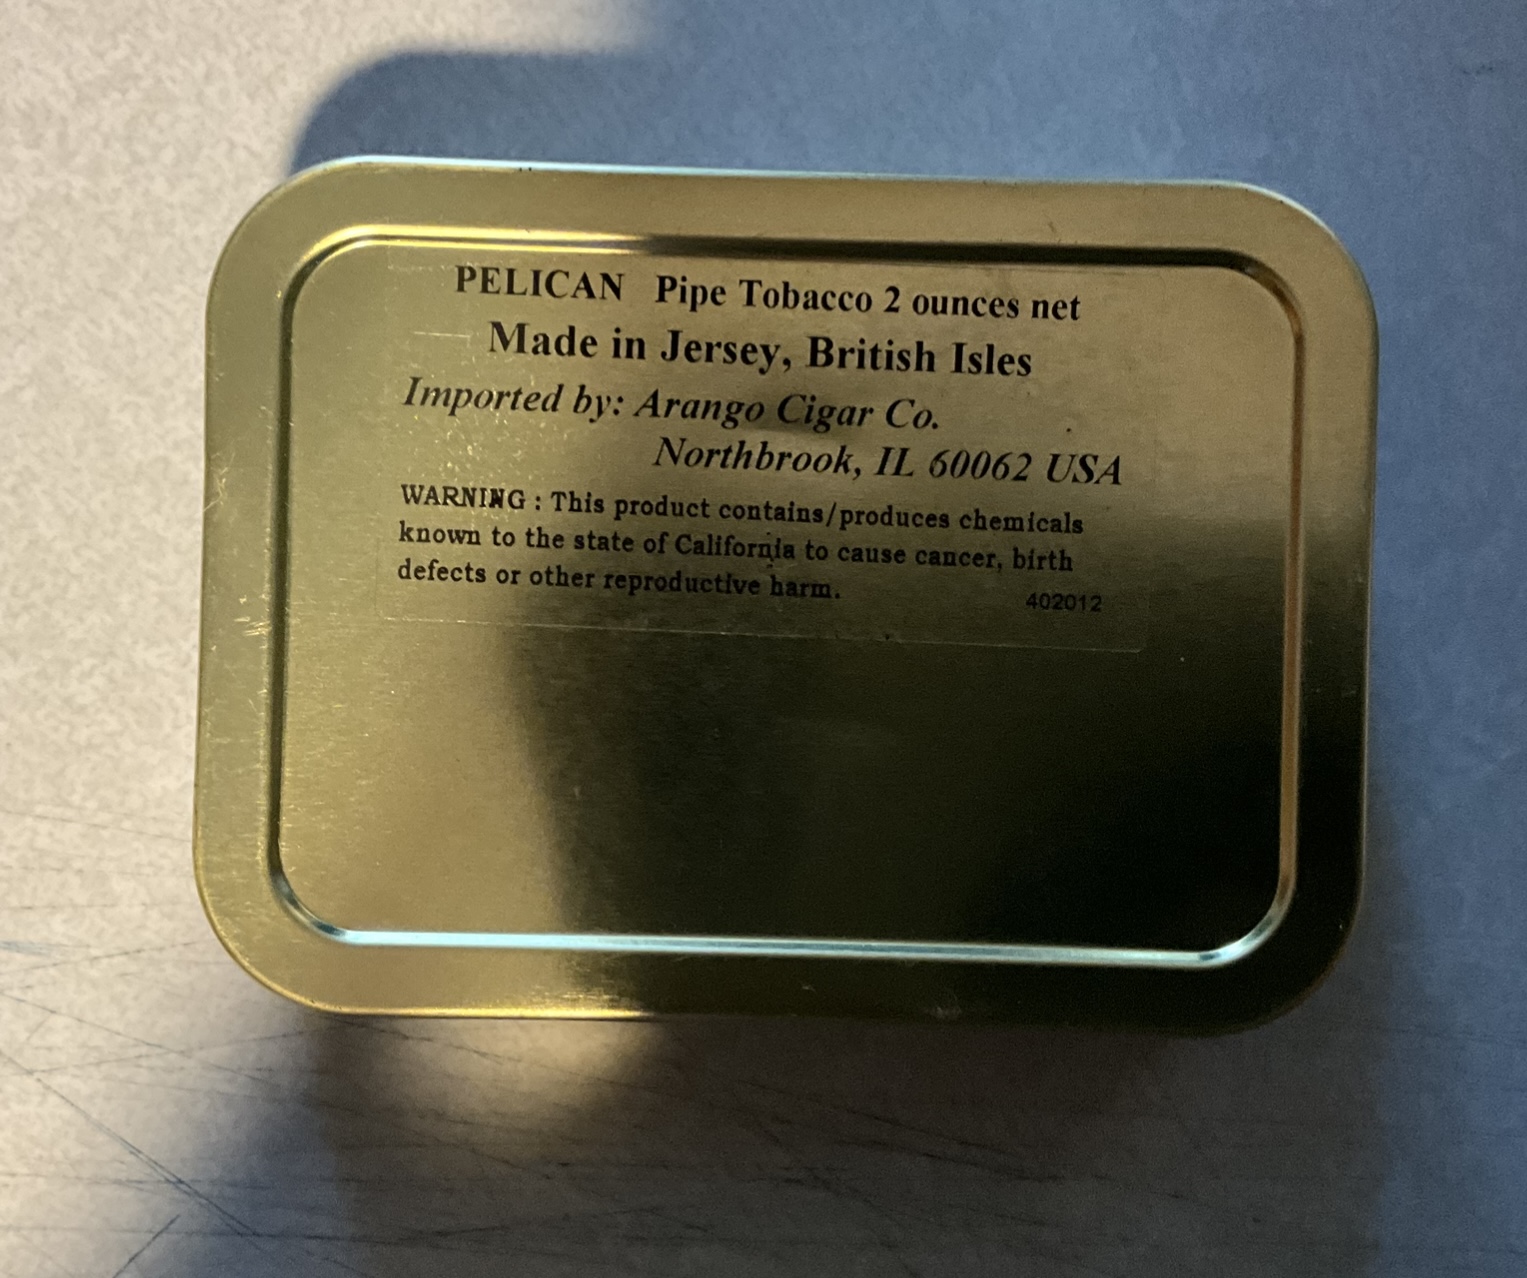 PELICAN Pipe Tobacco 2 ounces net
Made in Jersey, British Isles
Imported by: Arango Cigar Co.
Northbrook, IL 60062 USA
WARNING : This product contains/produces chemicals
known to the state of California to cause cancer, birth
defects or other reproductive harm.
402012